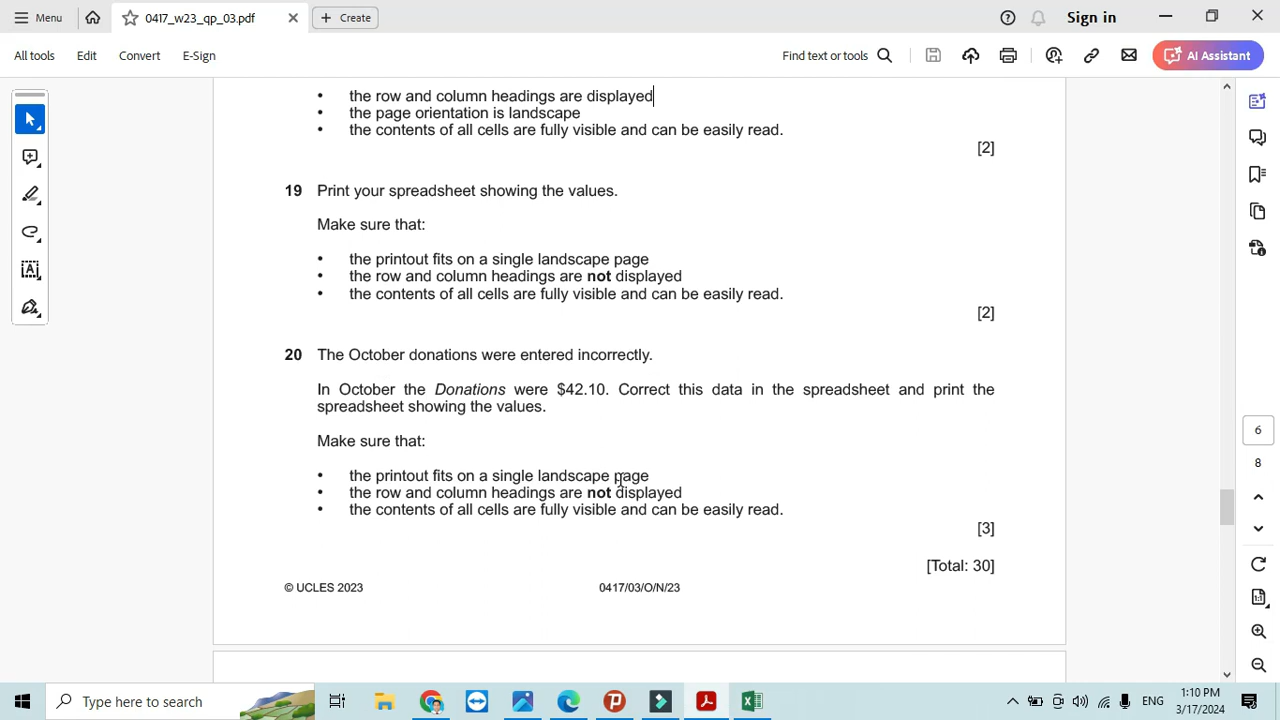 Menu
0417_w23_qp_03.pdf
Create
Sign in
All tools
Edit
Convert
E-Sign
Find text or tools
AI Assistant
• the row and column headings are displayed
• the page orientation is landscape
• the contents of all cells are fully visible and can be easily read.
[2]
19 Print your spreadsheet showing the values.
Make sure that:
• the printout fits on a single landscape page
• the row and column headings are not displayed
• the contents of all cells are fully visible and can be easily read.
[2]
20 The October donations were entered incorrectly.
In October the Donations were $42.10. Correct this data in the spreadsheet and print the
spreadsheet showing the values.
Make sure that:
• the printout fits on a single landscape page
• the row and column headings are not displayed
• the contents of all cells are fully visible and can be easily read.
[3]
[Total: 30]
© UCLES 2023
0417/03/O/N/23
6
8
Type here to search
ENG
1:10 PM
3/17/2024